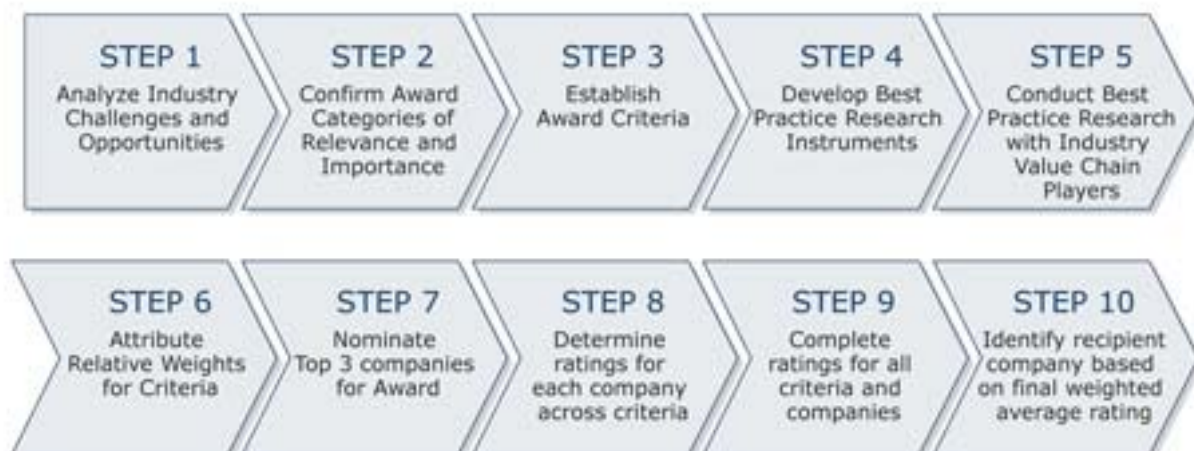 STEP 1
Analyze Industry
Challenges and
Opportunities
STEP 2
Confirm Award
Categories of
Relevance and
Importance
STEP 3
Establish
Award Criteria
STEP 4
Develop Best
Practice Research
Instruments
STEP 5
Conduct Best
Practice Research
with Industry
Value Chain
Players
STEP 6
Attribute
Relative Weights
for Criteria
STEP 7
Nominate
Top 3 companies
for Award
STEP 8
Determine
ratings for
each company
across criteria
STEP 9
Complete
ratings for all
criteria and
companies
STEP 10
Identify recipient
company based
on final weighted
average rating